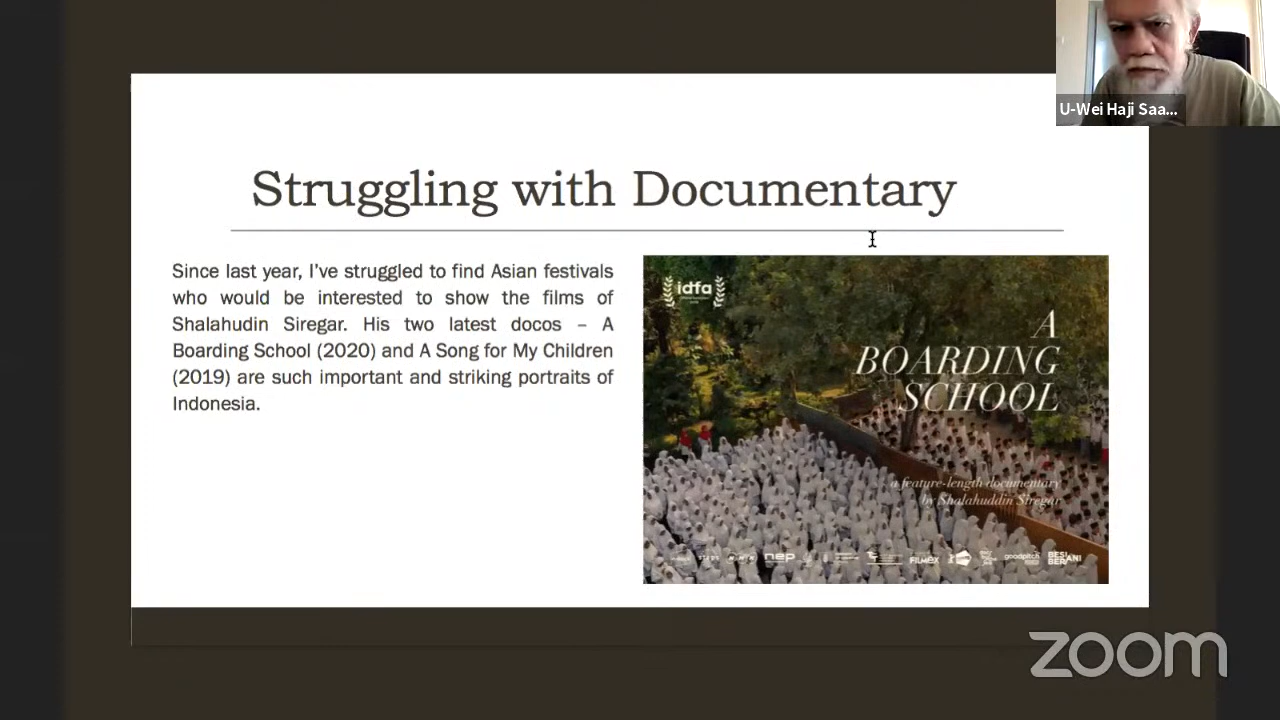 U-Wei Haji Saa...
Struggling with Documentary
Since last year, I’ve struggled to find Asian festivals
who would be interested to show the films of
Shalahudin Siregar. His two latest docos – A
Boarding School (2020) and A Song for My Children
(2019) are such important and striking portraits of
Indonesia.
idfa
A
BOARDING
SCHOOL
a feature-length documentary
by Shalahuddin Siregar
nep
FILMEX
goodpitch
BESI
BERANI
zoom